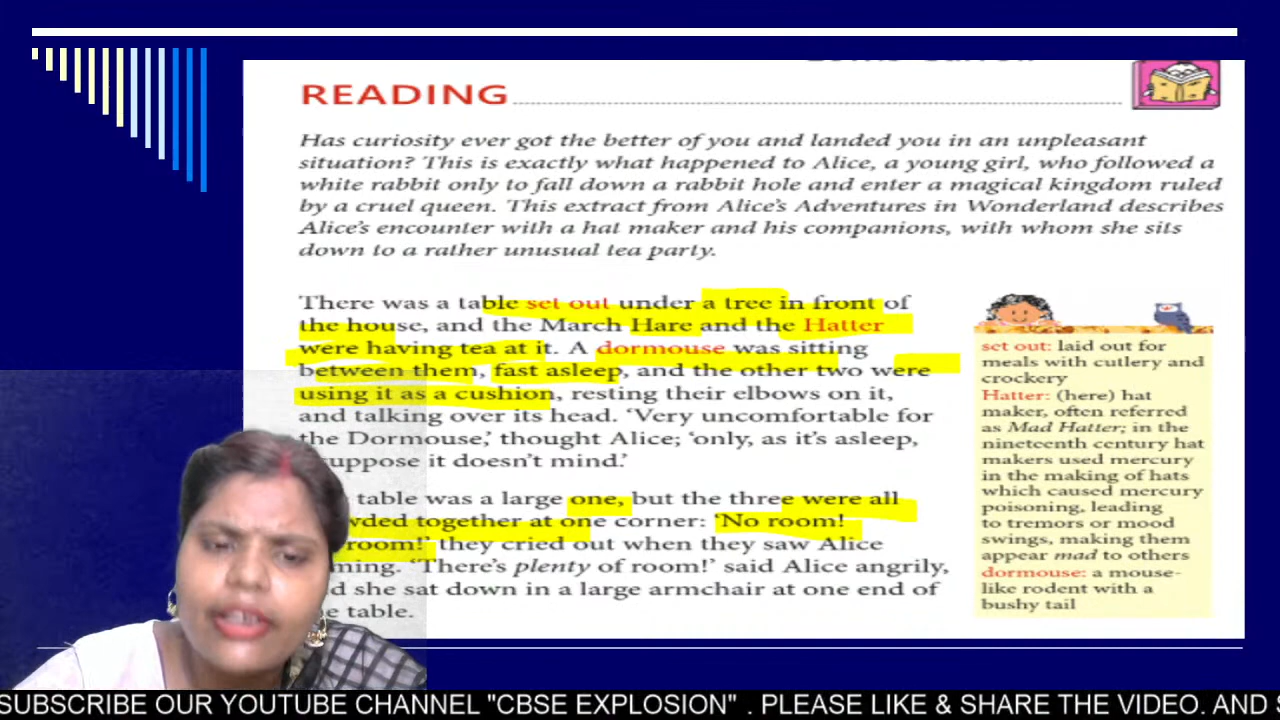 READING
Has curiosity ever got the better of you and landed you in an unpleasant
situation? This is exactly what happened to Alice, a young girl, who followed a
white rabbit only to fall down a rabbit hole and enter a magical kingdom ruled
by a cruel queen. This extract from Alice's Adventures in Wonderland describes
Alice's encounter with a hat maker and his companions, with whom she sits
down to a rather unusual tea party.
There was a table set out under a tree in front of
the house, and the March Hare and the Hatter
were having tea at it. A dormouse was sitting
between them, fast asleep, and the other two were
using it as a cushion, resting their elbows on it,
and talking over its head. 'Very uncomfortable for
the Dormouse,' thought Alice; 'only, as it's asleep,
suppose it doesn't mind.'
table was a large one, but the three were all
together at one corner: 'No room!
room!' they cried out when they saw Alice
'There's plenty of room!' said Alice angrily,
she sat down in a large armchair at one end of
table.
set out: laid out for
meals with cutlery and
crockery
Hatter: (here) hat
maker, often referred
as Mad Hatter; in the
nineteenth century hat
makers used mercury
in the making of hats
which caused mercury
poisoning, leading
to tremors or mood
swings, making them
appear mad to others
dormouse: a mouse-
like rodent with a
bushy tail
SUBSCRIBE OUR YOUTUBE CHANNEL "CBSE EXPLOSION" . PLEASE LIKE & SHARE THE VIDEO. AND